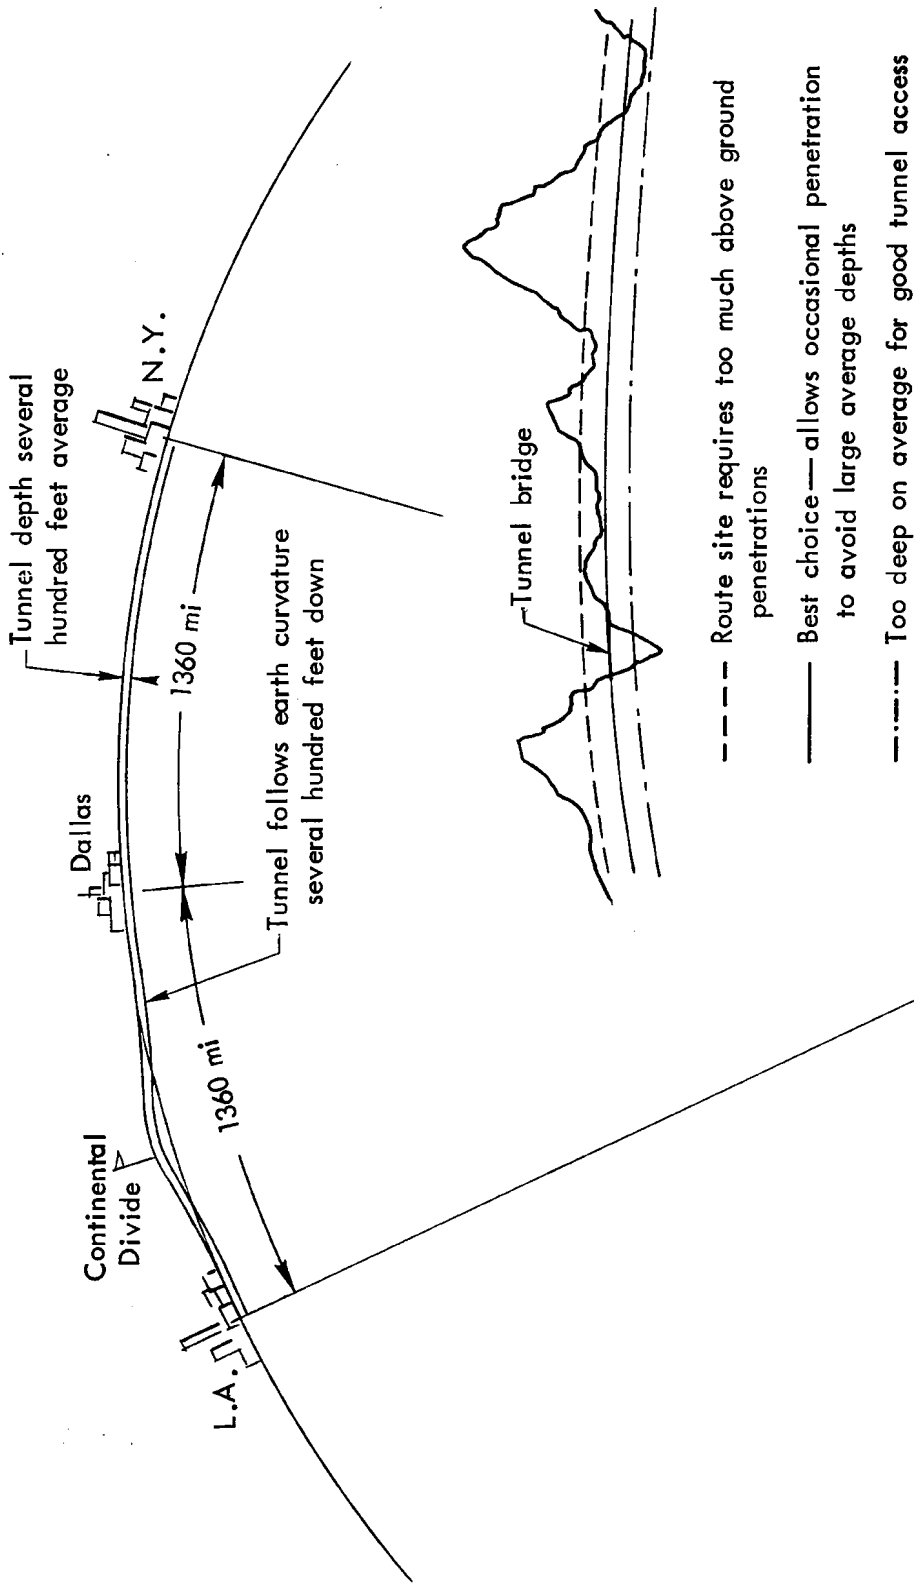 Tunnel depth several
hundred feet average
N.Y.
Dallas
Continental
Divide
L.A.
1360 mi
1360 mi
Tunnel follows earth curvature
several hundred feet down
Tunnel bridge
Route site requires too much above ground
penetrations
Best choice—allows occasional penetration
to avoid large average depths
Too deep on average for good tunnel access